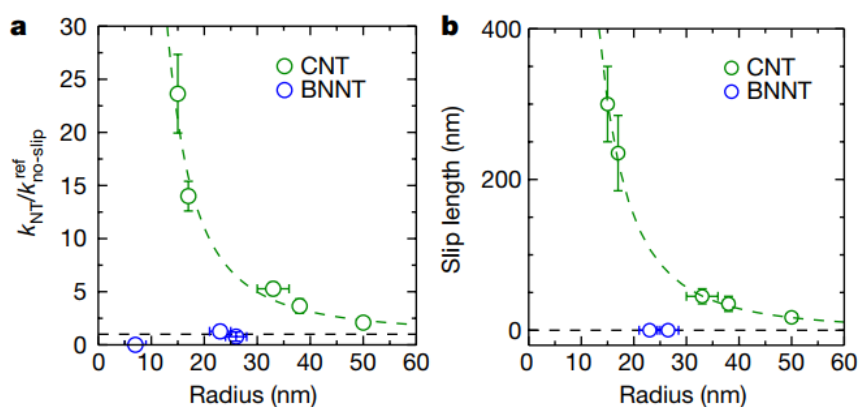 a
30
25
20
15
10
5
0
k_NT/k^ref_no-slip
CNT
BNNT
0 10 20 30 40 50 60
Radius (nm)
b
400
200
0
Slip length (nm)
CNT
BNNT
0 10 20 30 40 50 60
Radius (nm)